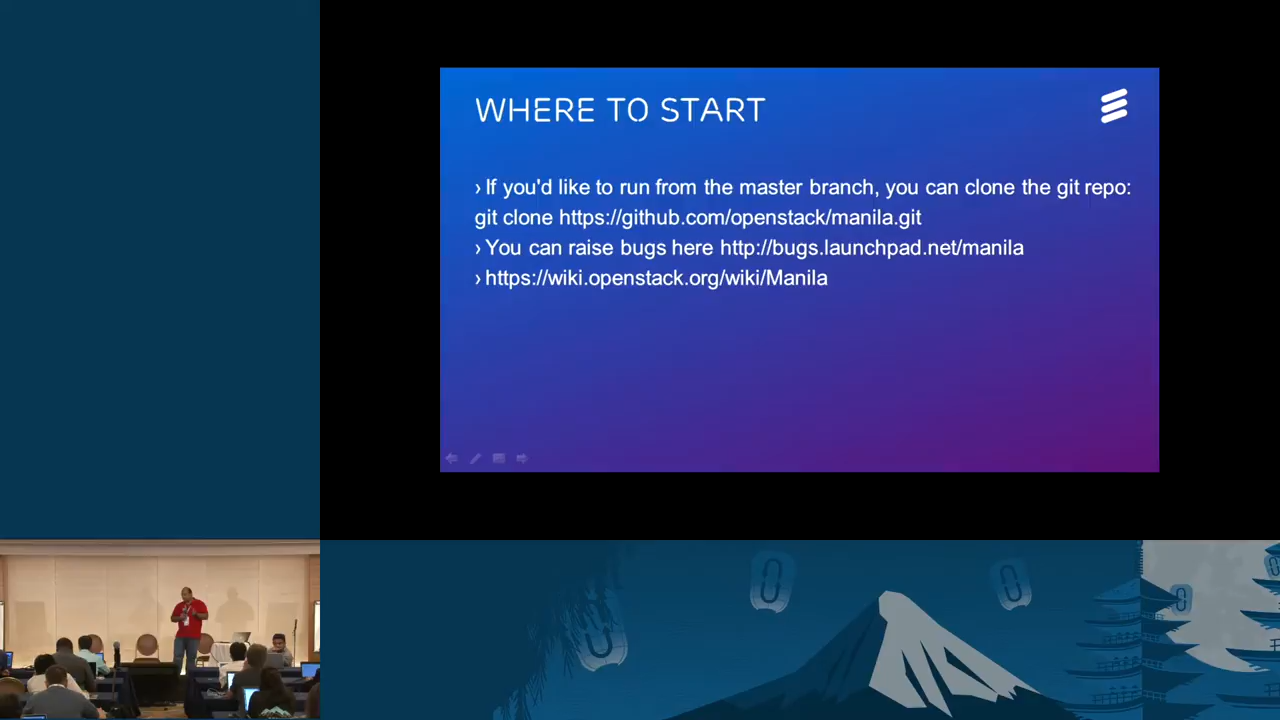 WHERE TO START
› If you'd like to run from the master branch, you can clone the git repo:
git clone https://github.com/openstack/manila.git
› You can raise bugs here http://bugs.launchpad.net/manila
› https://wiki.openstack.org/wiki/Manila